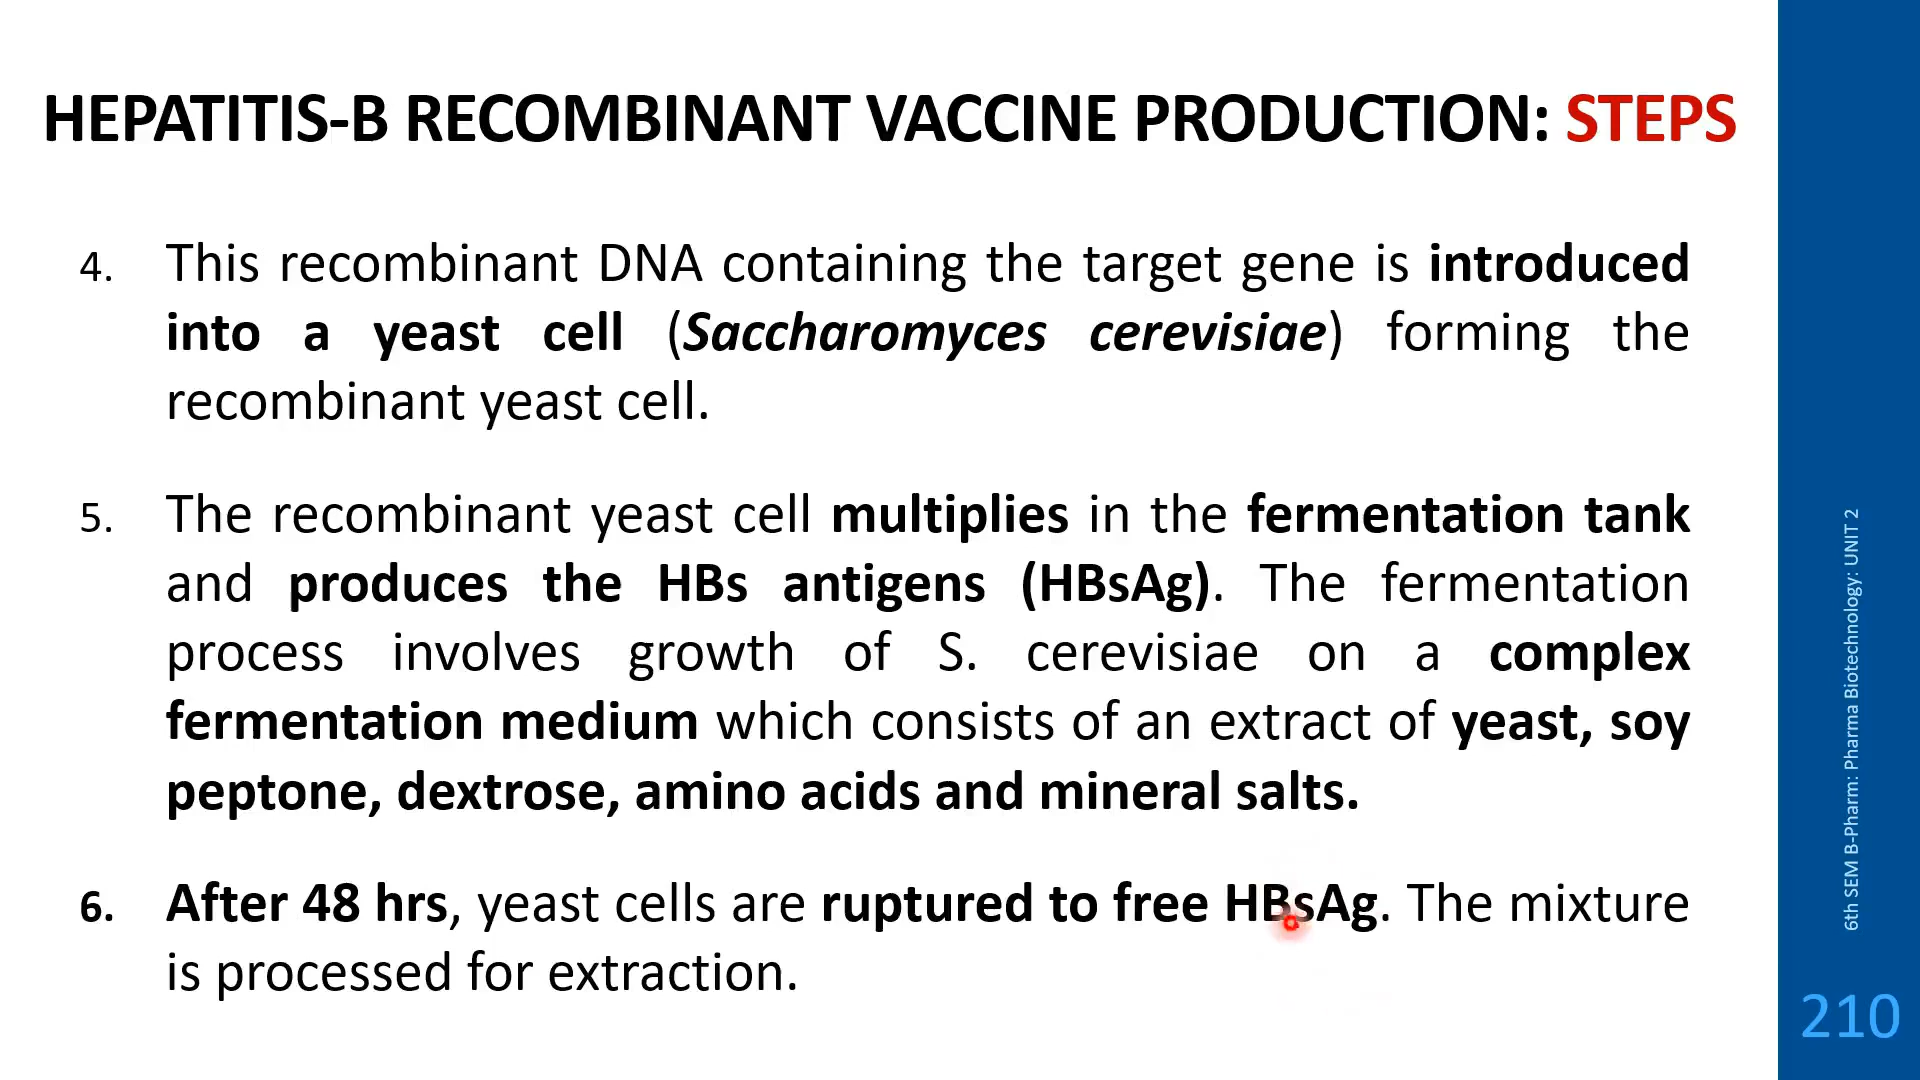 HEPATITIS-B RECOMBINANT VACCINE PRODUCTION: STEPS
4. This recombinant DNA containing the target gene is introduced
into a yeast cell (Saccharomyces cerevisiae) forming the
recombinant yeast cell.
5. The recombinant yeast cell multiplies in the fermentation tank
and produces the HBs antigens (HBsAg). The fermentation
process involves growth of S. cerevisiae on a complex
fermentation medium which consists of an extract of yeast, soy
peptone, dextrose, amino acids and mineral salts.
6. After 48 hrs, yeast cells are ruptured to free HBsAg. The mixture
is processed for extraction.
6th SEM B-Pharm: Pharma Biotechnology: UNIT 2
210